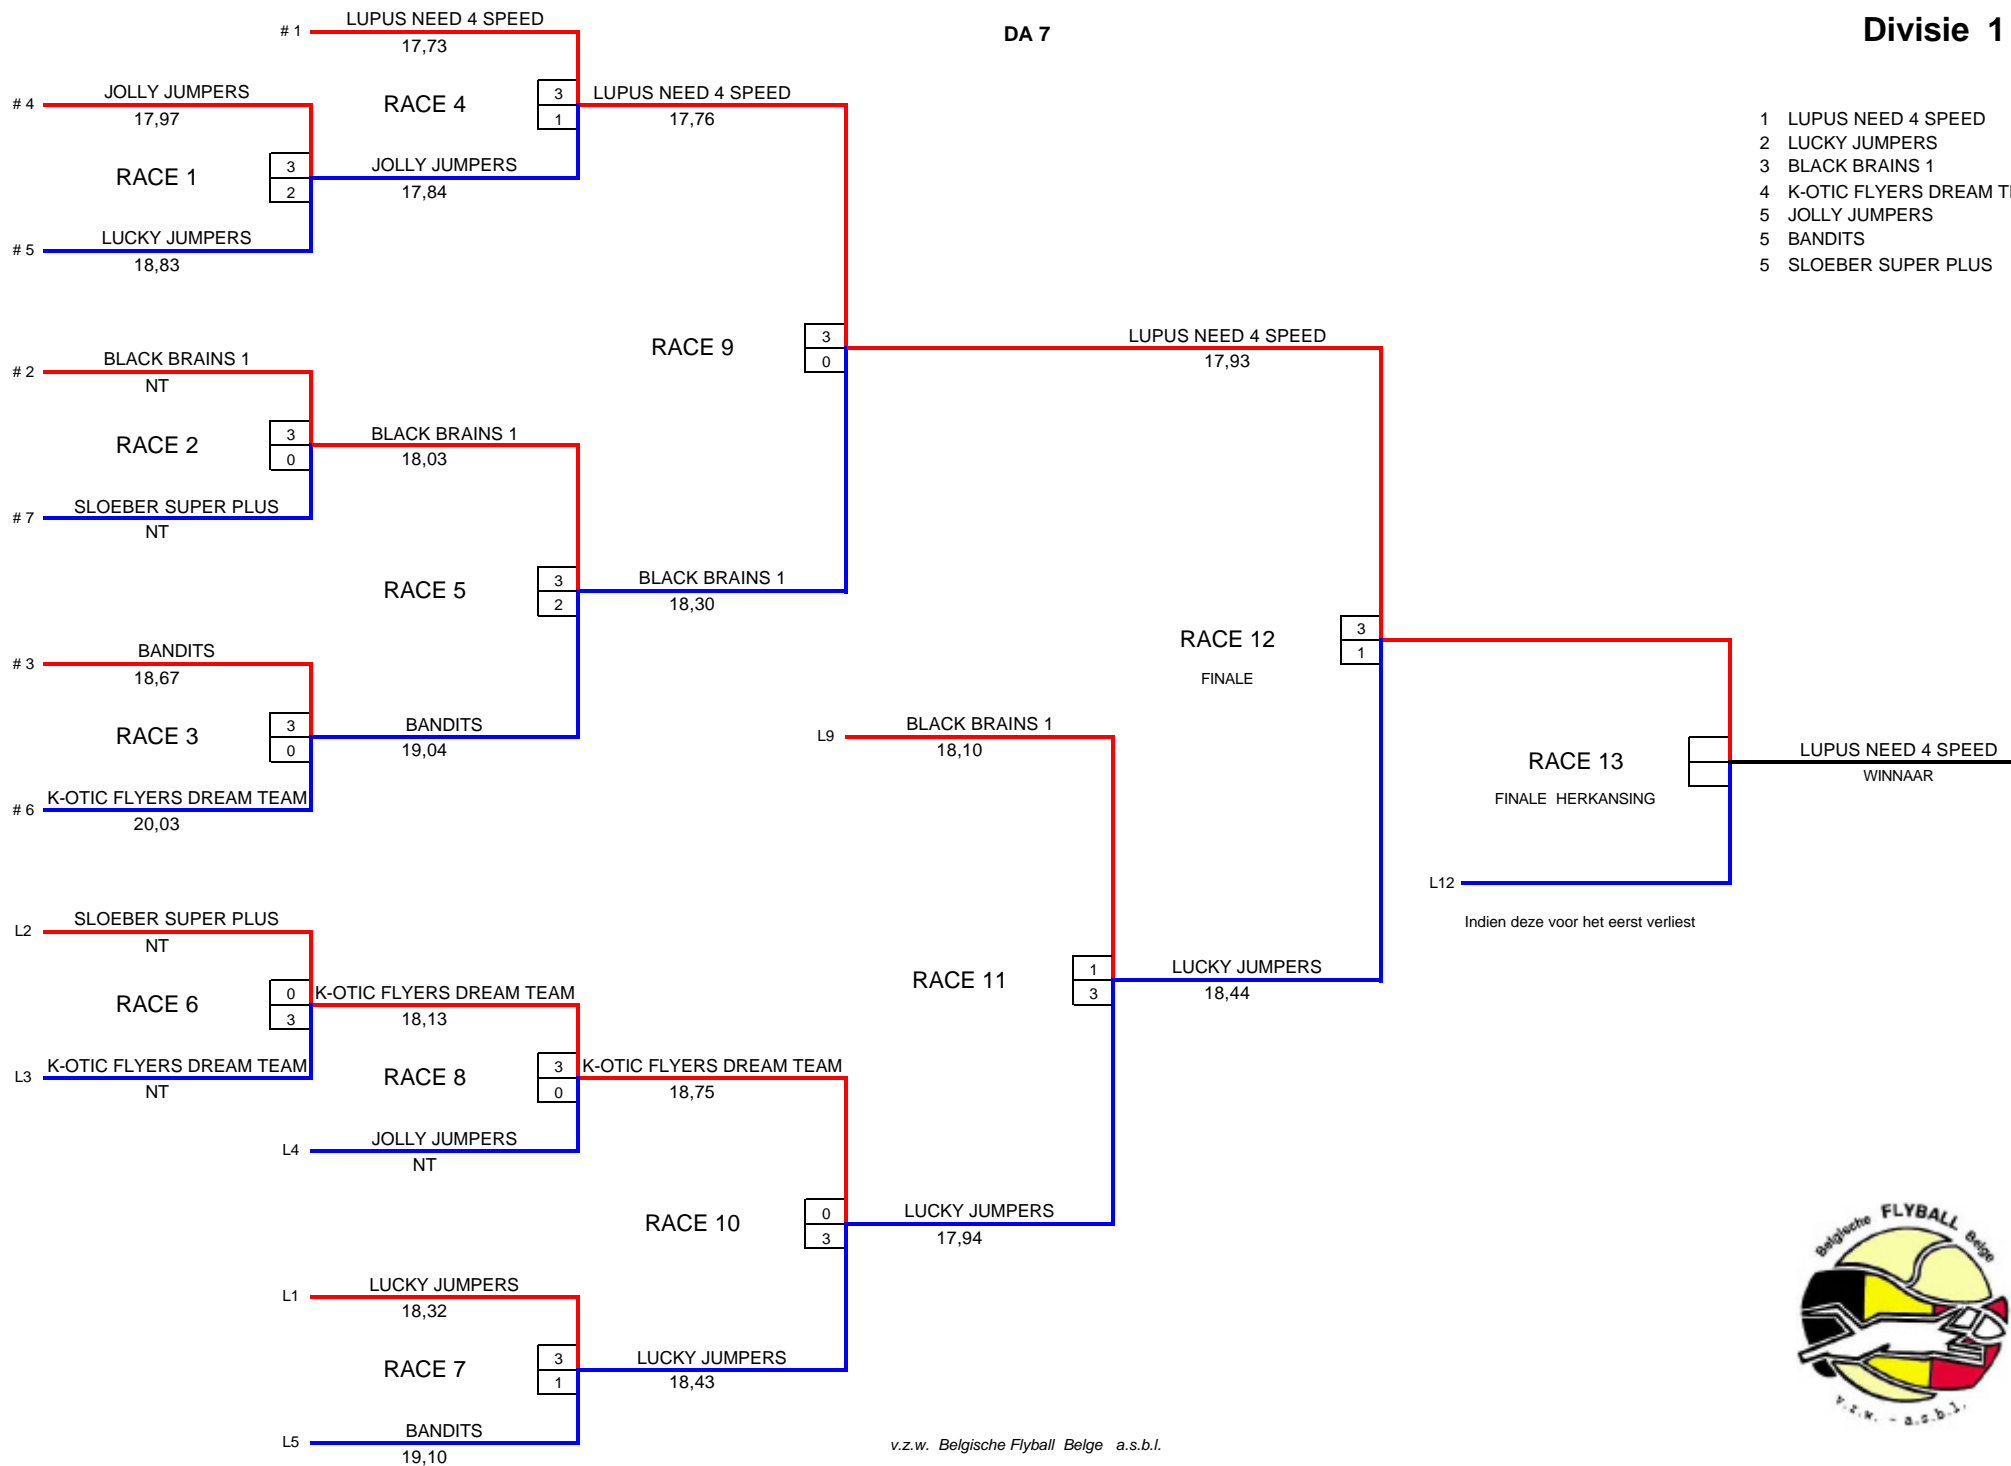 DA 7
Divisie 1
1 LUPUS NEED 4 SPEED
2 LUCKY JUMPERS
3 BLACK BRAINS 1
4 K-OTIC FLYERS DREAM
5 JOLLY JUMPERS
5 BANDITS
5 SLOEBER SUPER PLUS
# 1 LUPUS NEED 4 SPEED
17,73
# 4 JOLLY JUMPERS
17,97
RACE 1
3
2
# 5 LUCKY JUMPERS
18,83
RACE 4
3
1
JOLLY JUMPERS
17,84
LUPUS NEED 4 SPEED
17,76
# 2 BLACK BRAINS 1
NT
RACE 2
3
0
# 7 SLOEBER SUPER PLUS
NT
BLACK BRAINS 1
18,03
RACE 5
3
2
BLACK BRAINS 1
18,30
# 3 BANDITS
18,67
RACE 3
3
0
# 6 K-OTIC FLYERS DREAM TEAM
20,03
BANDITS
19,04
RACE 9
3
0
LUPUS NEED 4 SPEED
17,93
L2 SLOEBER SUPER PLUS
NT
RACE 6
0
3
L3 K-OTIC FLYERS DREAM TEAM
NT
K-OTIC FLYERS DREAM TEAM
18,13
RACE 8
3
0
L4 JOLLY JUMPERS
NT
K-OTIC FLYERS DREAM TEAM
18,75
RACE 10
0
3
L1 LUCKY JUMPERS
18,32
RACE 7
3
1
L5 BANDITS
19,10
LUCKY JUMPERS
18,43
L9 BLACK BRAINS 1
18,10
RACE 11
1
3
LUCKY JUMPERS
17,94
LUCKY JUMPERS
18,44
RACE 12
FINALE
3
1
RACE 13
FINALE HERKANSING
L12
Indien deze voor het eerst verliest
LUPUS NEED 4 SPEED
WINNAAR
v.z.w. Belgische Flyball Belge a.s.b.l.
Belgische FLYBALL Belge
v.z.w. - a.s.b.l.